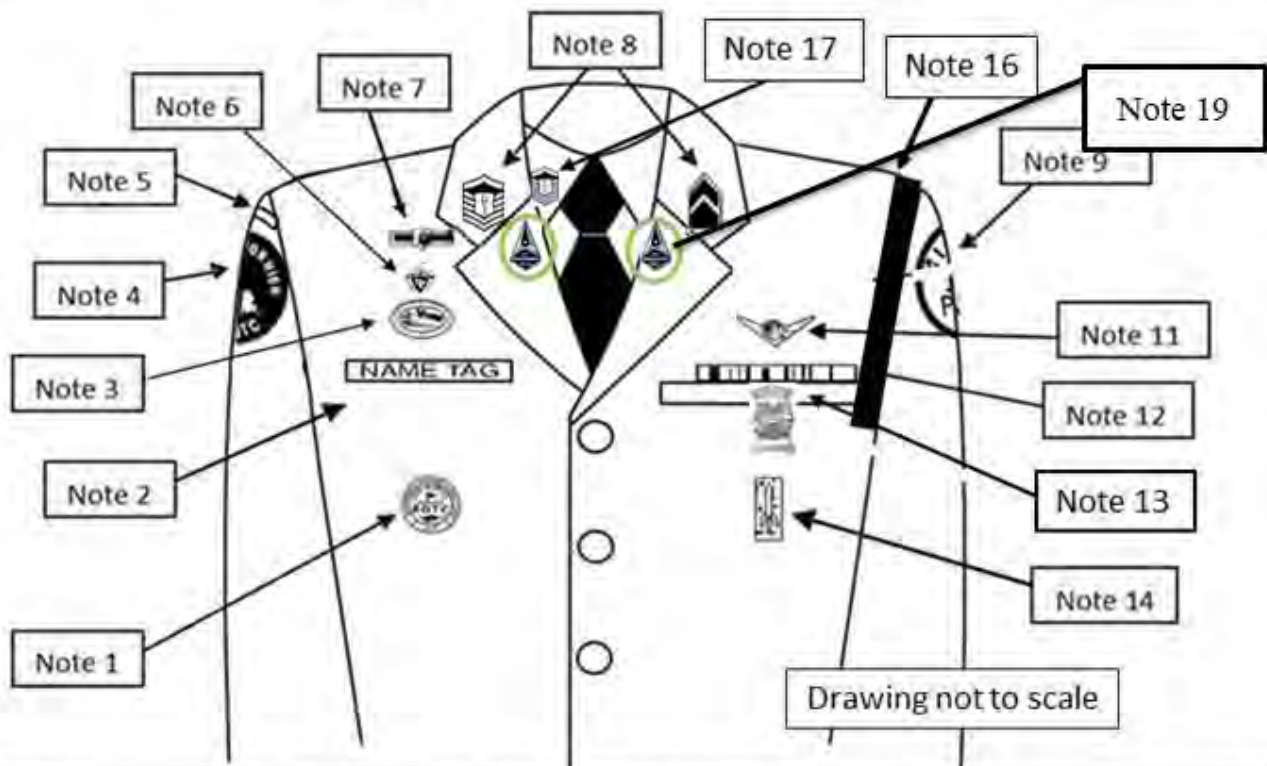 Note 8
Note 17
Note 16
Note 7
Note 6
Note 19
Note 9
Note 5
Note 4
Note 11
NAME TAG
Note 3
Note 12
Note 2
Note 13
Note 14
Note 1
Drawing not to scale